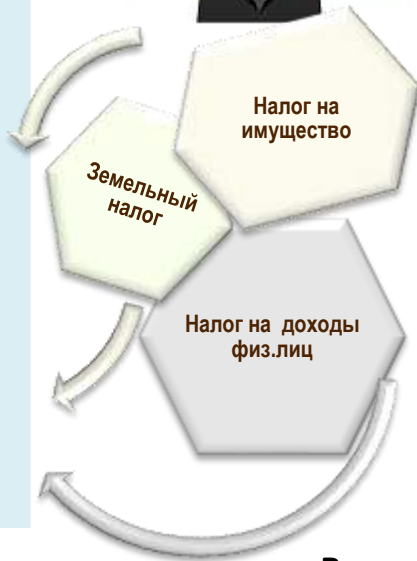 Налог на
имущество
Земельный
налог
Налог на доходы
физ.лиц